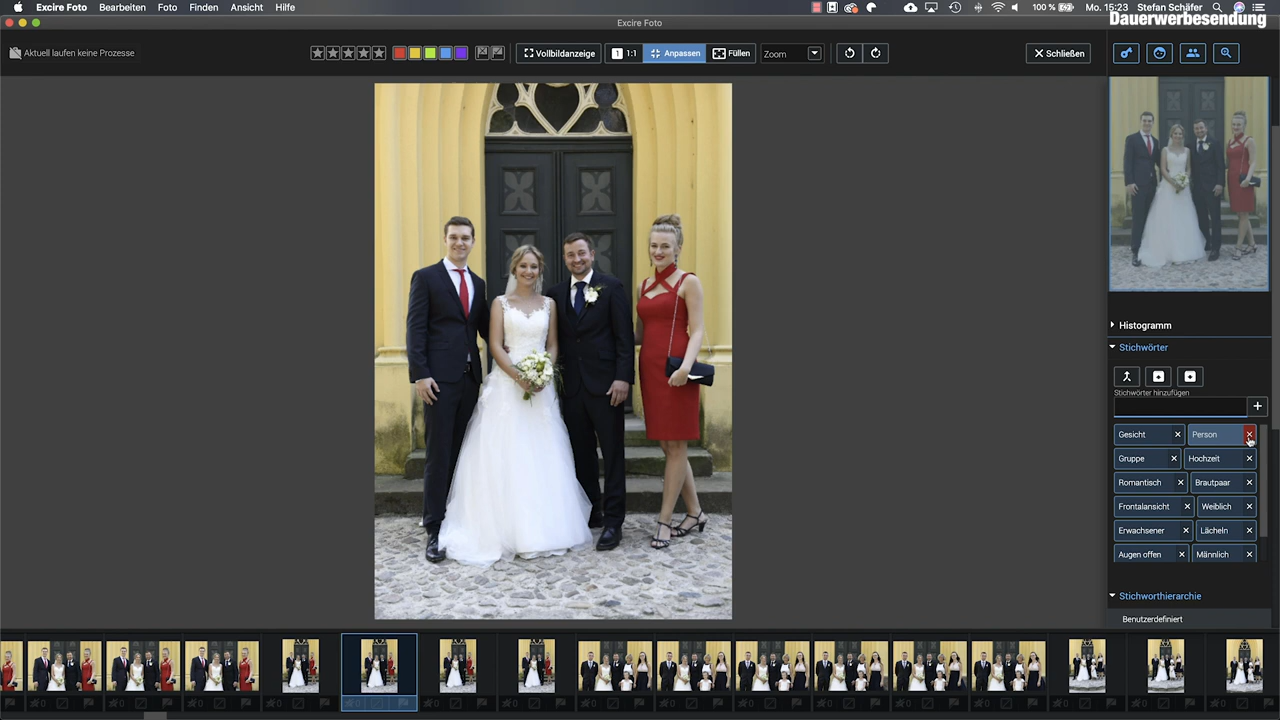 Excire Foto Bearbeiten Foto Finden Ansicht Hilfe 100 % Mo. 15:23 Stefan Schäfer
Excire Foto
Dauerwerbesendung
Aktuell laufen keine Prozesse
Vollbildanzeige 1 1:1 Anpassen Füllen Zoom Schließen
Histogramm
Stichwörter
Stichwörter hinzufügen
Gesicht Person
Gruppe Hochzeit
Romantisch Brautpaar
Frontalansicht Weiblich
Erwachsener Lächeln
Augen offen Männlich
Stichworthierarchie
Benutzerdefiniert